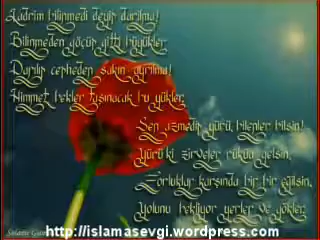 Kadrim bilinmedi deyip darılma!
Bilinmeden göçüp gitti büyükler,
Darılıp cepheden sakın ayrılma!
Himmet bekler taşınacak bu yükler,
Sen azmedip yürü, bilenler bilsin!
Yürü ki zirveler rükûa gelsin,
Zorluklar karşında bir bir eğilsin,
Yolunu bekliyor yerler ve gökler,
http://islamasevgi.wordpress.com